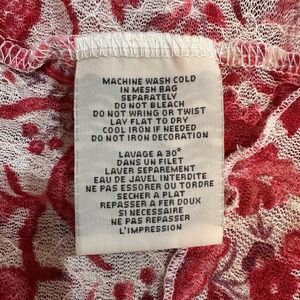 MACHINE WASH COLD
IN MESH BAG
SEPARATELY
DO NOT BLEACH
DO NOT WRING OR TWIST
LAY FLAT TO DRY
COOL IRON IF NEEDED
DO NOT IRON DECORATION
LAVAGE A 30°
DANS UN FILET
LAVER SEPAREMENT
EAU DE JAVEL INTERDITE
NE PAS ESSORER OU TORDRE
SECHER A PLAT
REPASSER A FER DOUX
SI NECESSAIRE
NE PAS REPASSER
L'IMPRESSION